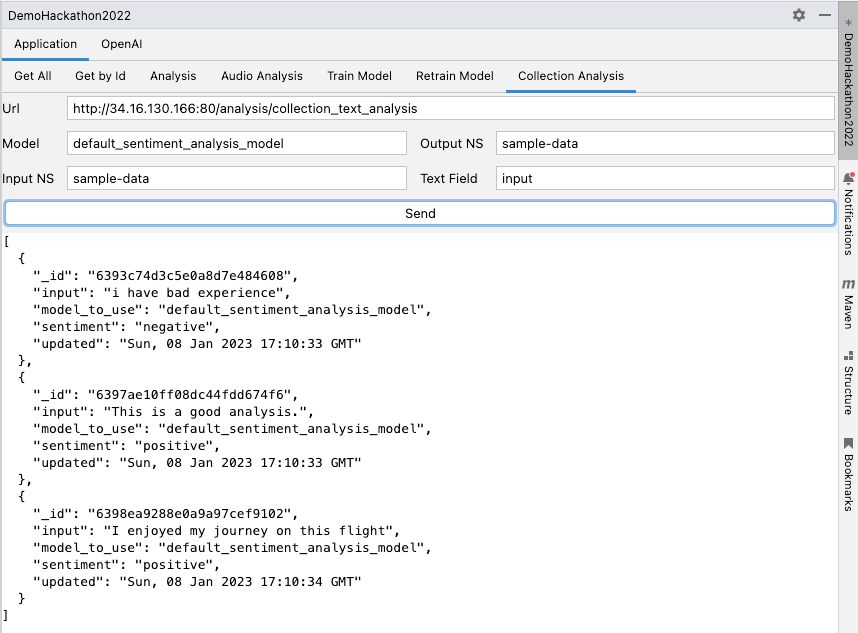 DemoHackathon2022
Application OpenAI
Get All Get by Id Analysis Audio Analysis Train Model Retrain Model Collection Analysis
Url http://34.16.130.166:80/analysis/collection_text_analysis
Model default_sentiment_analysis_model Output NS sample-data
Input NS sample-data Text Field input
Send
[
  {
    "_id": "6393c74d3c5e0a8d7e484608",
    "input": "i have bad experience",
    "model_to_use": "default_sentiment_analysis_model",
    "sentiment": "negative",
    "updated": "Sun, 08 Jan 2023 17:10:33 GMT"
  },
  {
    "_id": "6397ae10ff08dc44fdd674f6",
    "input": "This is a good analysis.",
    "model_to_use": "default_sentiment_analysis_model",
    "sentiment": "positive",
    "updated": "Sun, 08 Jan 2023 17:10:33 GMT"
  },
  {
    "_id": "6398ea9288e0a9a97cef9102",
    "input": "I enjoyed my journey on this flight",
    "model_to_use": "default_sentiment_analysis_model",
    "sentiment": "positive",
    "updated": "Sun, 08 Jan 2023 17:10:34 GMT"
  }
]
DemoHackathon2022
Notifications
m Maven
Structure
Bookmarks